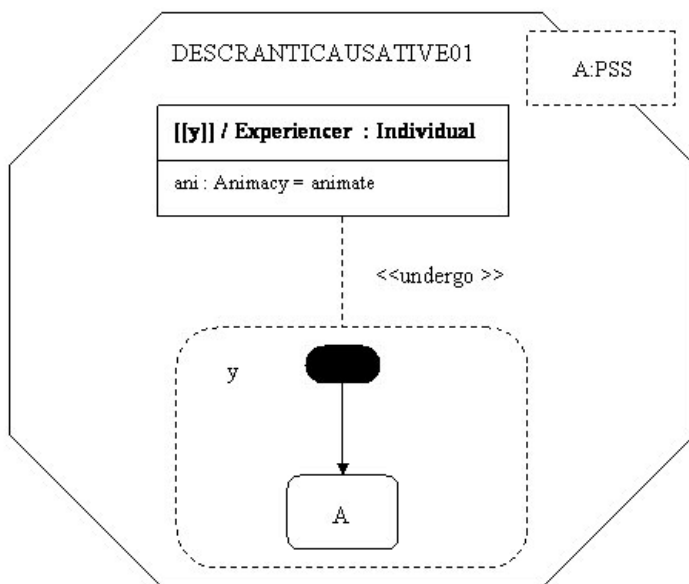 DESCRANTICAUSATIVE01
A:PSS
[[y]] / Experiencer : Individual
ani : Animacy = animate
<<undergo >>
y
A